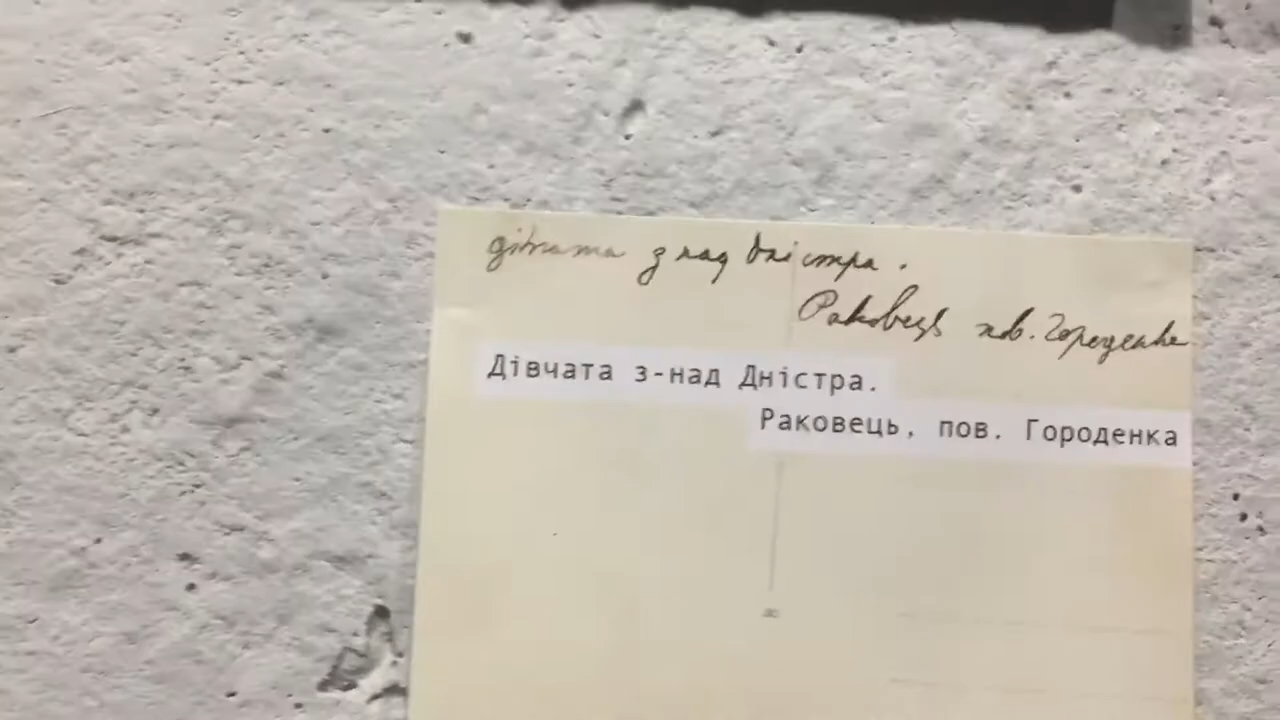 дівчата з над Дністра.
Раковець пов. Городенка
Дівчата з-над Дністра.
Раковець, пов. Городенка